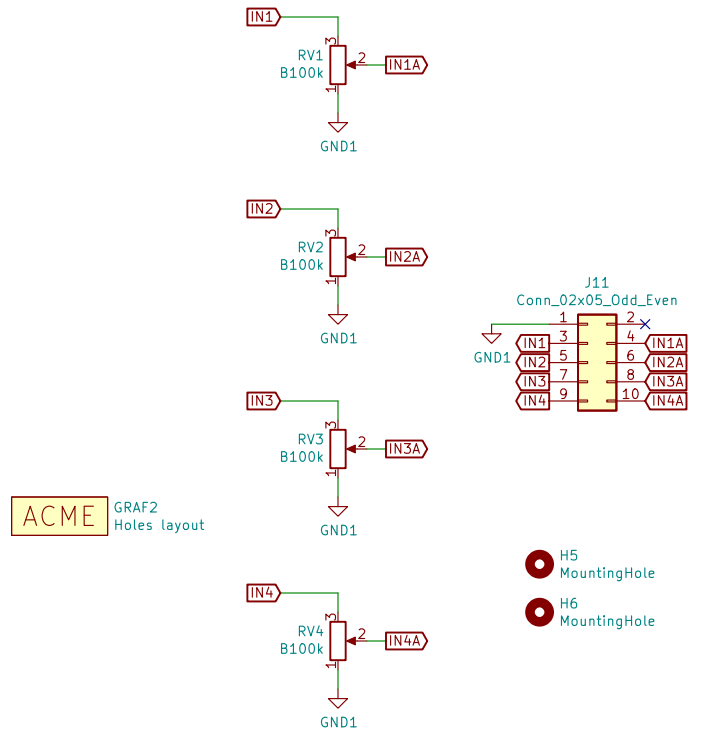 IN1
3
RV1
B100k
2
IN1A
1
GND1
IN2
3
RV2
B100k
2
IN2A
1
GND1
J11
Conn_02x05_Odd_Even
1
2
GND1
IN1
3
4
IN1A
IN2
5
6
IN2A
IN3
7
8
IN3A
IN4
9
10
IN4A
IN3
3
RV3
B100k
2
IN3A
1
GND1
ACME
GRAF2
Holes layout
H5
MountingHole
H6
MountingHole
IN4
3
RV4
B100k
2
IN4A
1
GND1